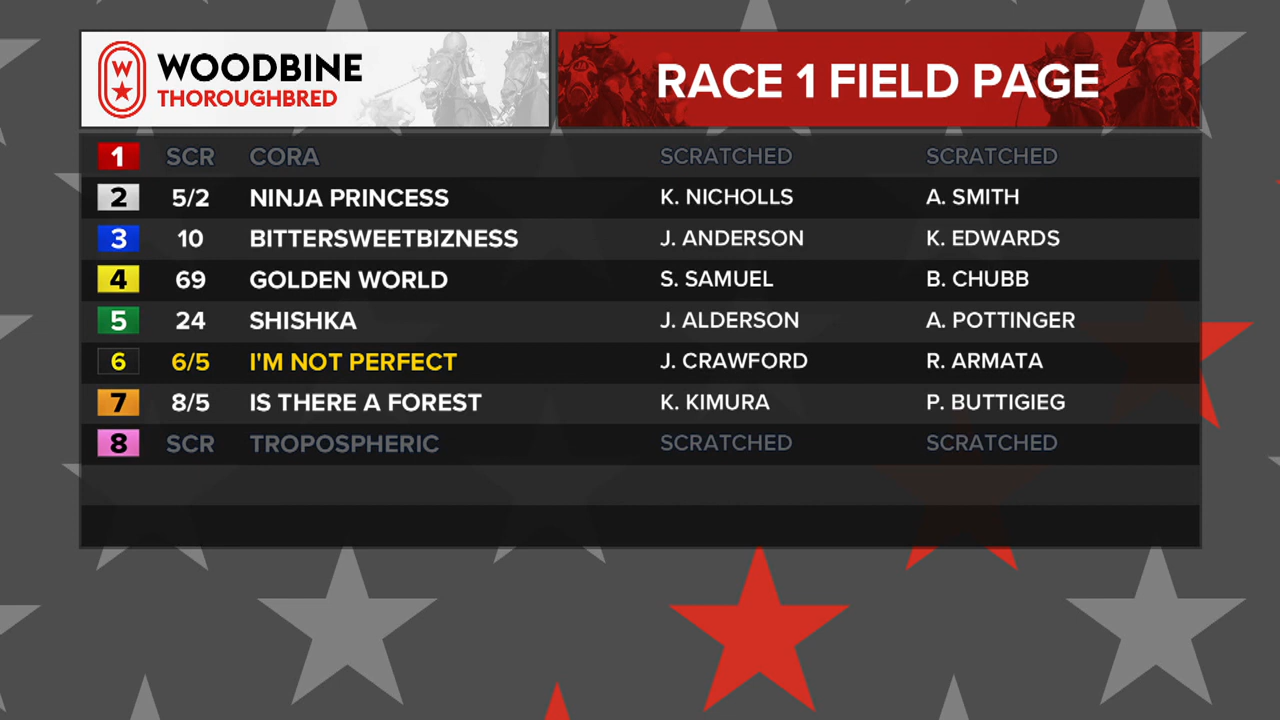 W
WOODBINE
THOROUGHBRED
RACE 1 FIELD PAGE
1 SCR CORA SCRATCHED SCRATCHED
2 5/2 NINJA PRINCESS K. NICHOLLS A. SMITH
3 10 BITTERSWEETBIZNESS J. ANDERSON K. EDWARDS
4 69 GOLDEN WORLD S. SAMUEL B. CHUBB
5 24 SHISHKA J. ALDERSON A. POTTINGER
6 6/5 I'M NOT PERFECT J. CRAWFORD R. ARMATA
7 8/5 IS THERE A FOREST K. KIMURA P. BUTTIGIEG
8 SCR TROPOSPHERIC SCRATCHED SCRATCHED